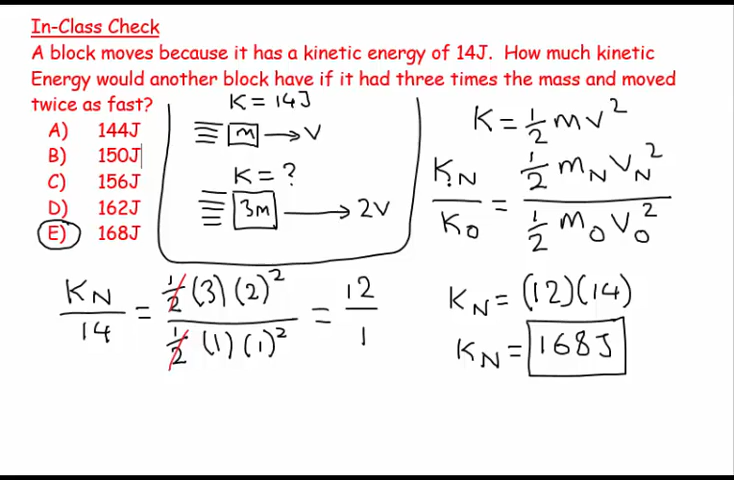 In-Class Check
A block moves because it has a kinetic energy of 14J. How much kinetic
Energy would another block have if it had three times the mass and moved
twice as fast?
A) 144J
B) 150J
C) 156J
D) 162J
E) 168J
K = 14J
m → v
K = ?
3m → 2v
K = 1/2 mv²
K_N / K_O = 1/2 m_N v_N² / 1/2 m_O v_O²
K_N / 14 = 1/2 (3)(2)² / 1/2 (1)(1)² = 12 / 1
K_N = (12)(14)
K_N = 168J